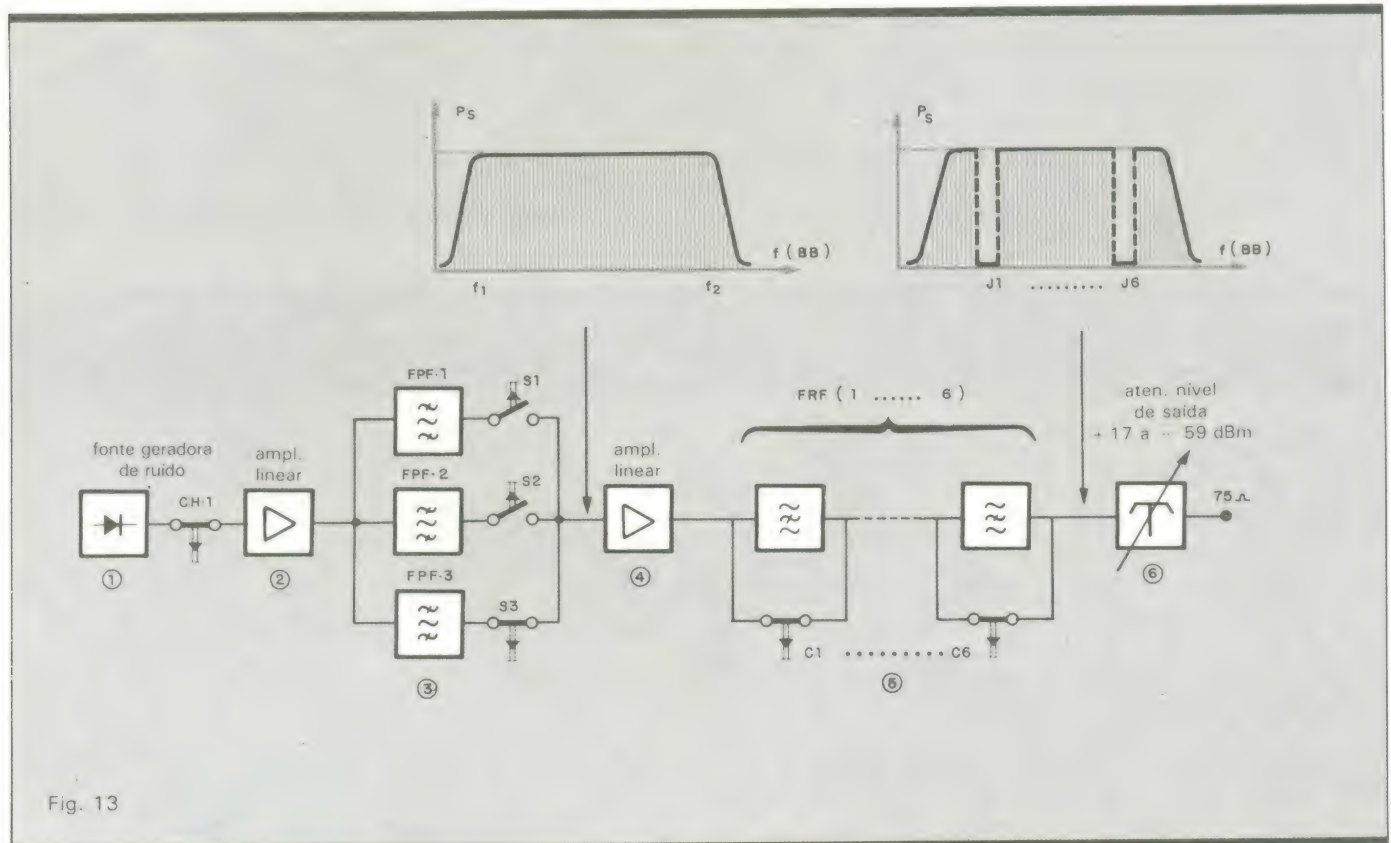 Ps
f (BB)
f1
f2
Ps
f (BB)
J1 ......... J6
FPF-1
S1
FRF ( 1 ...... 6 )
aten. nível
de saída
+ 17 a -- 59 dBm
fonte geradora
de ruído
CH-1
ampl.
linear
FPF-2
S2
ampl.
linear
75 Ω
①
②
FPF-3
S3
④
⑥
C1 ......... C6
③
⑤
Fig. 13